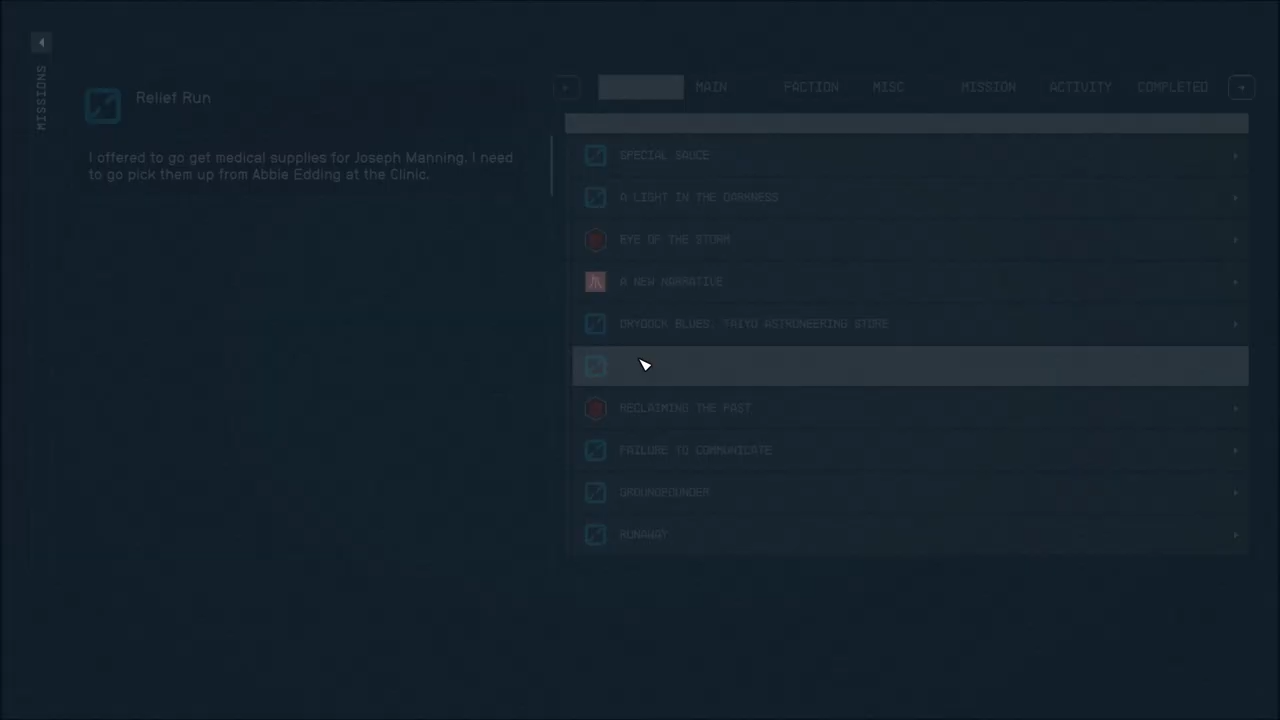 MISSIONS
Relief Run
I offered to go get medical supplies for Joseph Manning. I need
to go pick them up from Abbie Edding at the Clinic.
MAIN FACTION MISC MISSION ACTIVITY COMPLETED
SPECIAL SAUCE
A LIGHT IN THE DARKNESS
EYE OF THE STORM
A NEW NARRATIVE
DRYDOCK BLUES: TAIYO ASTRONEERING STORE
RECLAIMING THE PAST
FAILURE TO COMMUNICATE
GROUNDPOUNDER
RUNAWAY